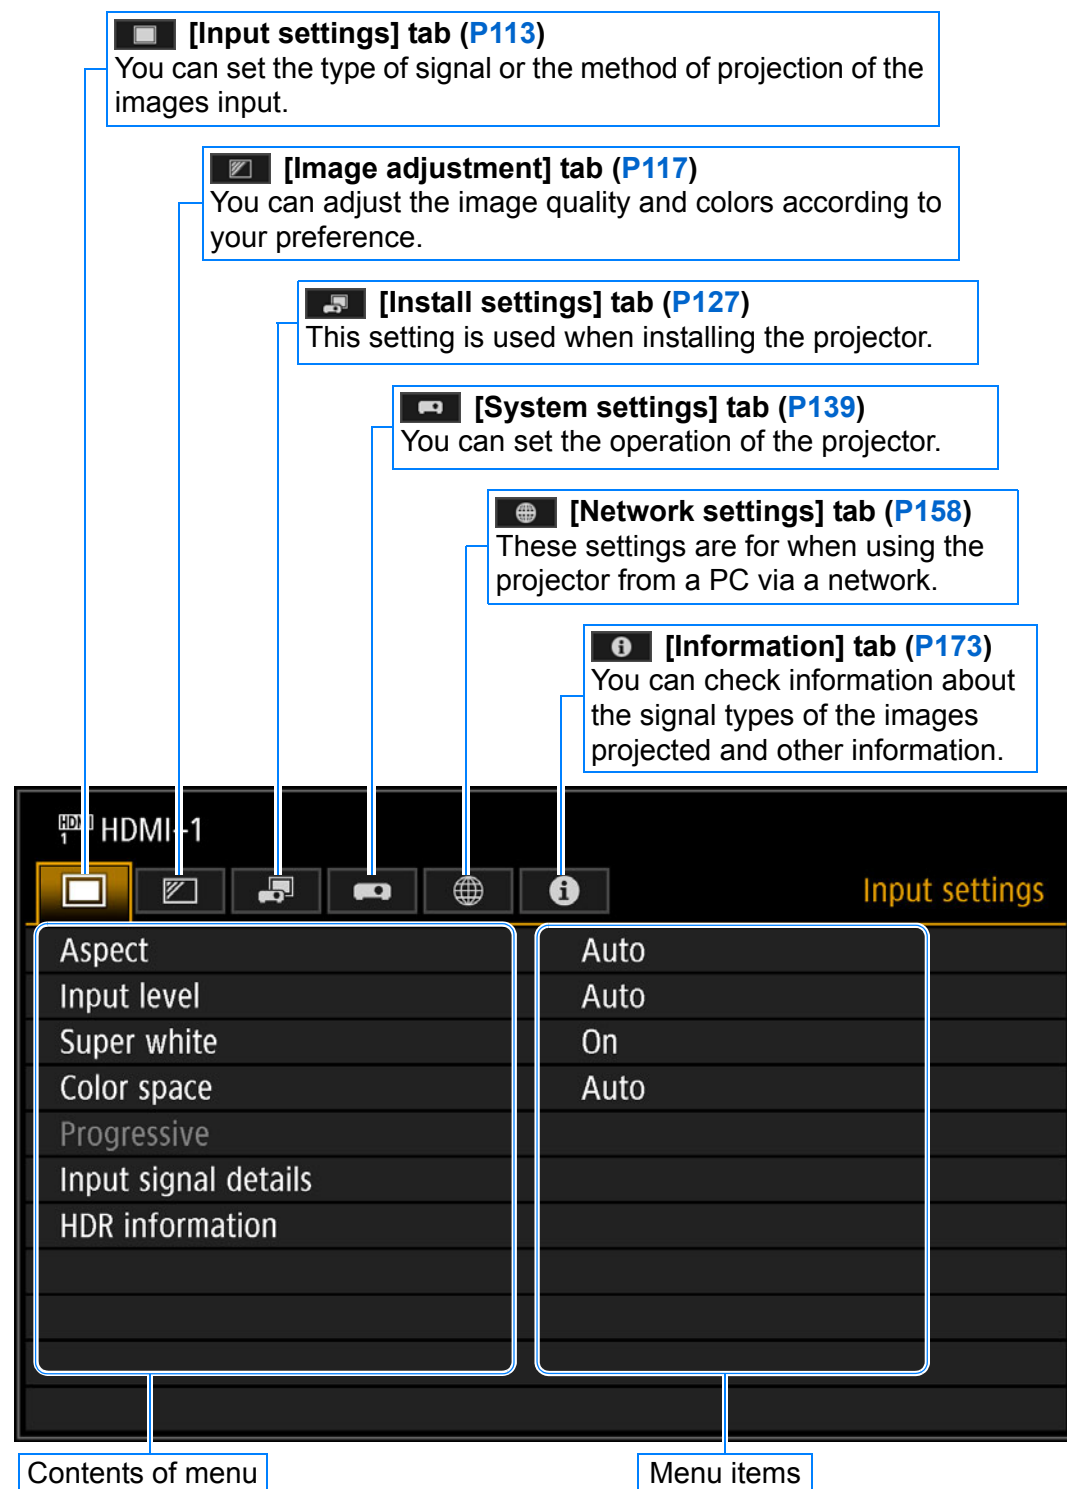 [Input settings] tab (P113)
You can set the type of signal or the method of projection of the
images input.
[Image adjustment] tab (P117)
You can adjust the image quality and colors according to
your preference.
[Install settings] tab (P127)
This setting is used when installing the projector.
[System settings] tab (P139)
You can set the operation of the projector.
[Network settings] tab (P158)
These settings are for when using the
projector from a PC via a network.
[Information] tab (P173)
You can check information about
the signal types of the images
projected and other information.
HDMI 1 HDMI-1
Input settings
Aspect Auto
Input level Auto
Super white On
Color space Auto
Progressive
Input signal details
HDR information
Contents of menu Menu items